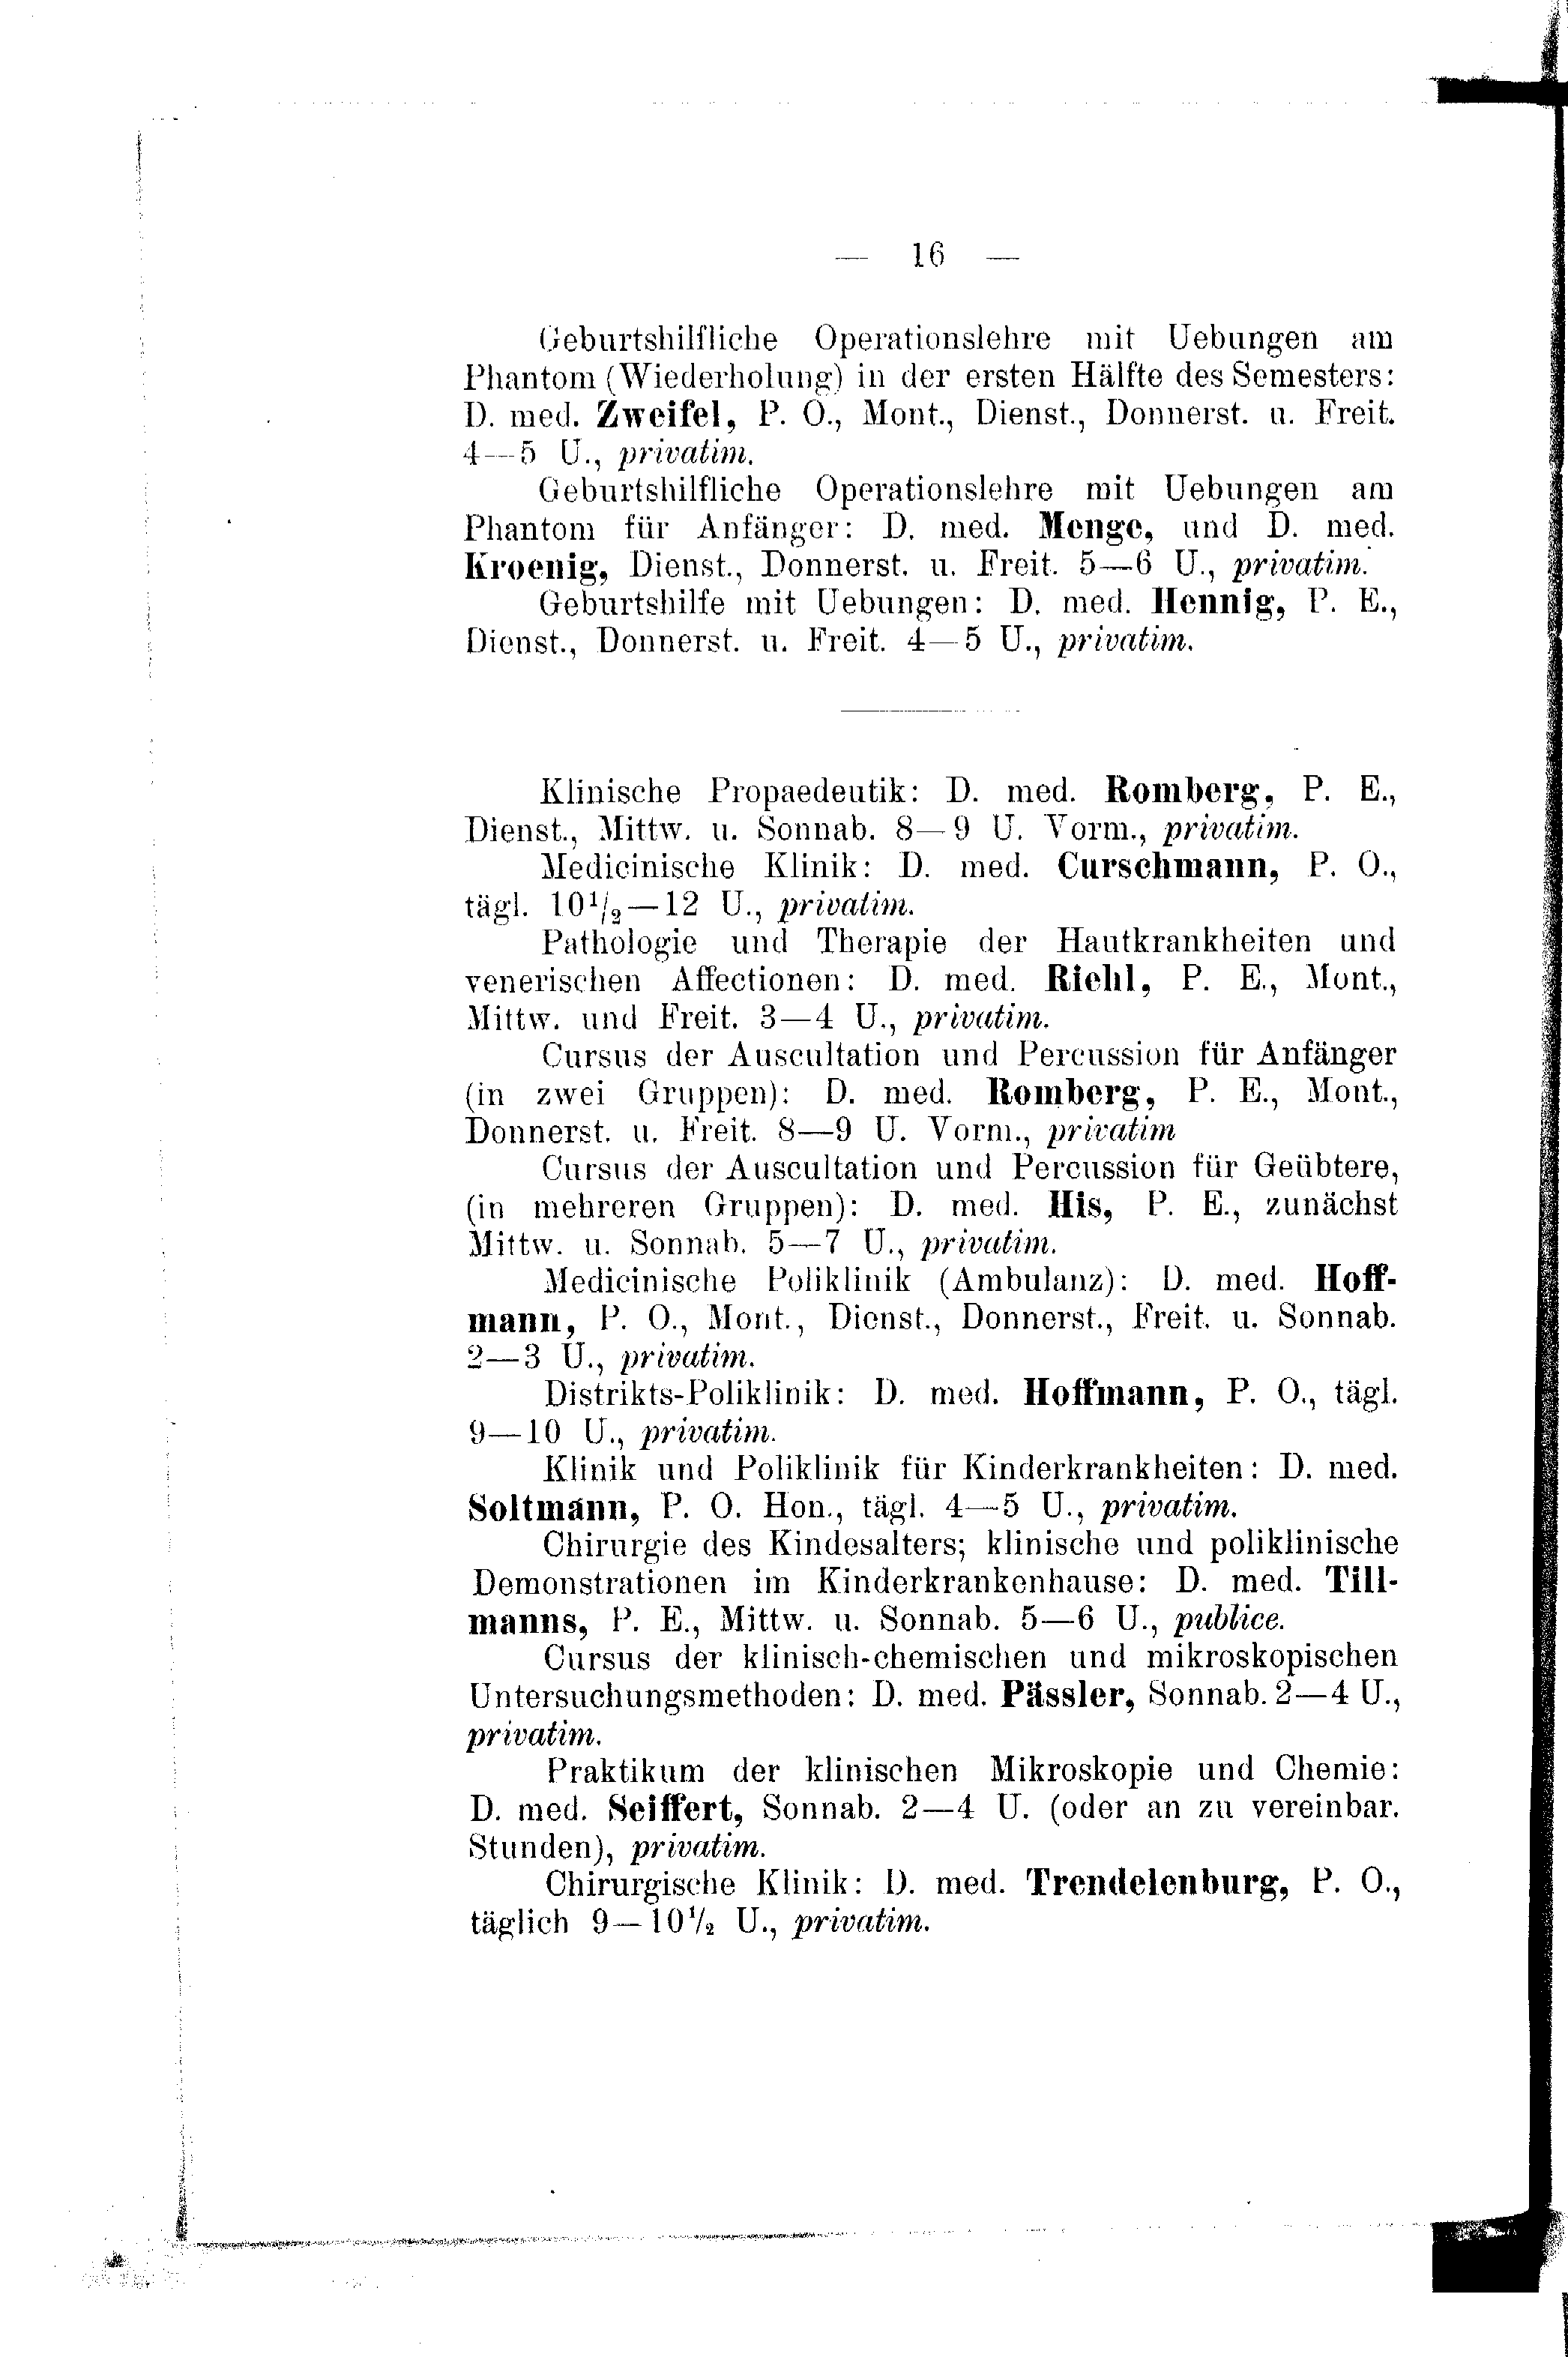 — 16 —
Geburtshilfliche Operationslehre mit Uebungen am
Phantom (Wiederholung) in der ersten Hälfte des Semesters:
D. med. Zweifel, P. O., Mont., Dienst., Donnerst. u. Freit.
4—5 U., privatim.
Geburtshilfliche Operationslehre mit Uebungen am
Phantom für Anfänger: D. med. Menge, und D. med.
Kroenig, Dienst., Donnerst. u. Freit. 5—6 U., privatim.
Geburtshilfe mit Uebungen: D. med. Hennig, P. E.,
Dienst., Donnerst. u. Freit. 4—5 U., privatim.
Klinische Propaedeutik: D. med. Romberg, P. E.,
Dienst., Mittw. u. Sonnab. 8—9 U. Vorm., privatim.
Medicinische Klinik: D. med. Curschmann, P. O.,
tägl. 10½—12 U., privatim.
Pathologie und Therapie der Hautkrankheiten und
venerischen Affectionen: D. med. Riehl, P. E., Mont.,
Mittw. und Freit. 3—4 U., privatim.
Cursus der Auscultation und Percussion für Anfänger
(in zwei Gruppen): D. med. Romberg, P. E., Mont.,
Donnerst. u. Freit. 8—9 U. Vorm., privatim
Cursus der Auscultation und Percussion für Geübtere,
(in mehreren Gruppen): D. med. His, P. E., zunächst
Mittw. u. Sonnab. 5—7 U., privatim.
Medicinische Poliklinik (Ambulanz): D. med. Hoff-
mann, P. O., Mont., Dienst., Donnerst., Freit. u. Sonnab.
2—3 U., privatim.
Distrikts-Poliklinik: D. med. Hoffmann, P. O., tägl.
9—10 U., privatim.
Klinik und Poliklinik für Kinderkrankheiten: D. med.
Soltmann, P. O. Hon., tägl. 4—5 U., privatim.
Chirurgie des Kindesalters; klinische und poliklinische
Demonstrationen im Kinderkrankenhause: D. med. Till-
manns, P. E., Mittw. u. Sonnab. 5—6 U., publice.
Cursus der klinisch-chemischen und mikroskopischen
Untersuchungsmethoden: D. med. Pässler, Sonnab. 2—4 U.,
privatim.
Praktikum der klinischen Mikroskopie und Chemie:
D. med. Seiffert, Sonnab. 2—4 U. (oder an zu vereinbar.
Stunden), privatim.
Chirurgische Klinik: D. med. Trendelenburg, P. O.,
täglich 9—10½ U., privatim.